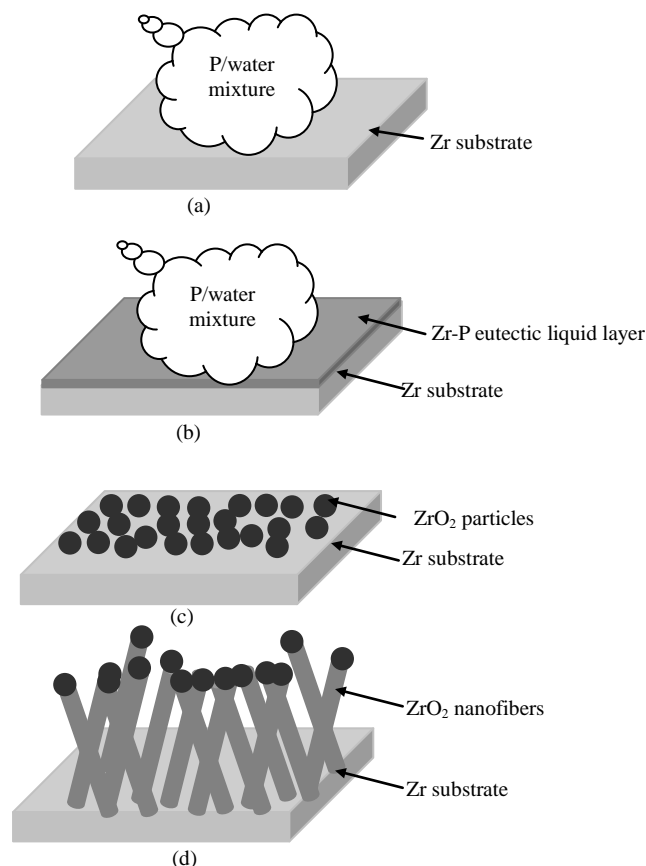 P/water
mixture
Zr substrate
(a)
P/water
mixture
Zr-P eutectic liquid layer
Zr substrate
(b)
ZrO₂ particles
Zr substrate
(c)
ZrO₂ nanofibers
Zr substrate
(d)